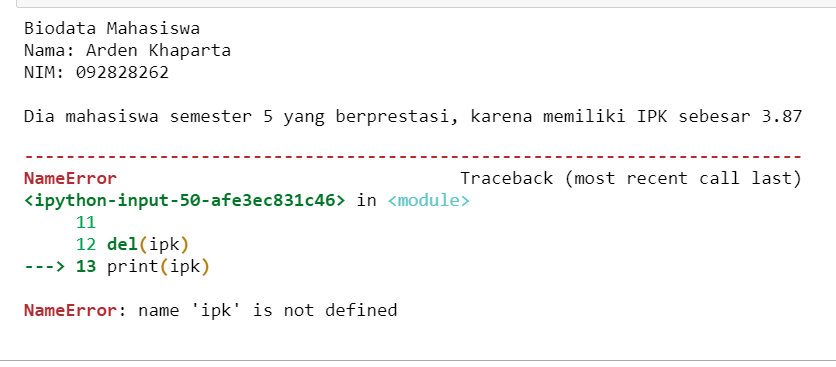 Biodata Mahasiswa
Nama: Arden Khaparta
NIM: 092828262
Dia mahasiswa semester 5 yang berprestasi, karena memiliki IPK sebesar 3.87
---------------------------------------------------------------------------
NameError Traceback (most recent call last)
<ipython-input-50-afe3ec831c46> in <module>
11
12 del(ipk)
---> 13 print(ipk)
NameError: name 'ipk' is not defined